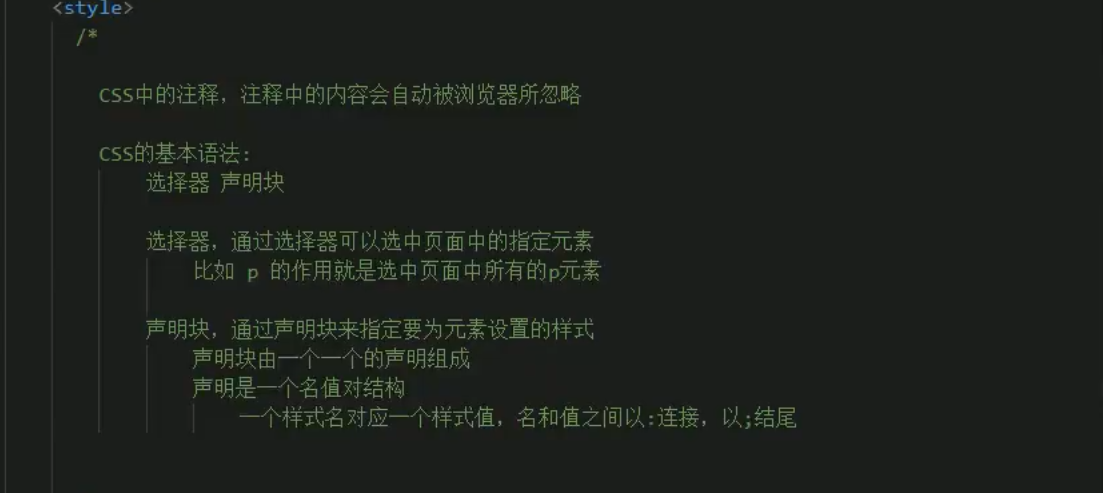 <style>
/*
CSS中的注释，注释中的内容会自动被浏览器所忽略
CSS的基本语法：
选择器 声明块
选择器，通过选择器可以选中页面中的指定元素
比如 p 的作用就是选中页面中所有的p元素
声明块，通过声明块来指定要为元素设置的样式
声明块由一个一个的声明组成
声明是一个名值对结构
一个样式名对应一个样式值，名和值之间以:连接，以;结尾